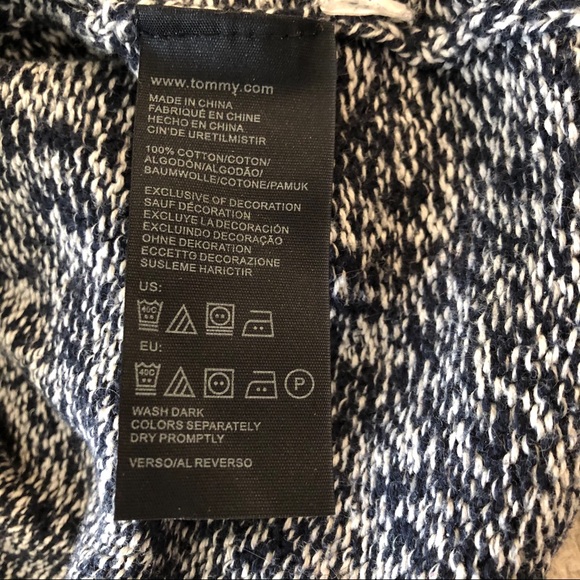 www.tommy.com
MADE IN CHINA
FABRIQUÉ EN CHINE
HECHO EN CHINA
CIN'DE URETILMISTIR
100% COTTON/COTON/
ALGODÓN/ALGODÃO/
BAUMWOLLE/COTONE/PAMUK
EXCLUSIVE OF DECORATION
SAUF DÉCORATION
EXCLUYE LA DECORACIÓN
EXCLUINDO DECORAÇÃO
OHNE DEKORATION
ECCETTO DECORAZIONE
SUSLEME HARICTIR
US:
40C
EU:
40C P
WASH DARK
COLORS SEPARATELY
DRY PROMPTLY
VERSO/AL REVERSO